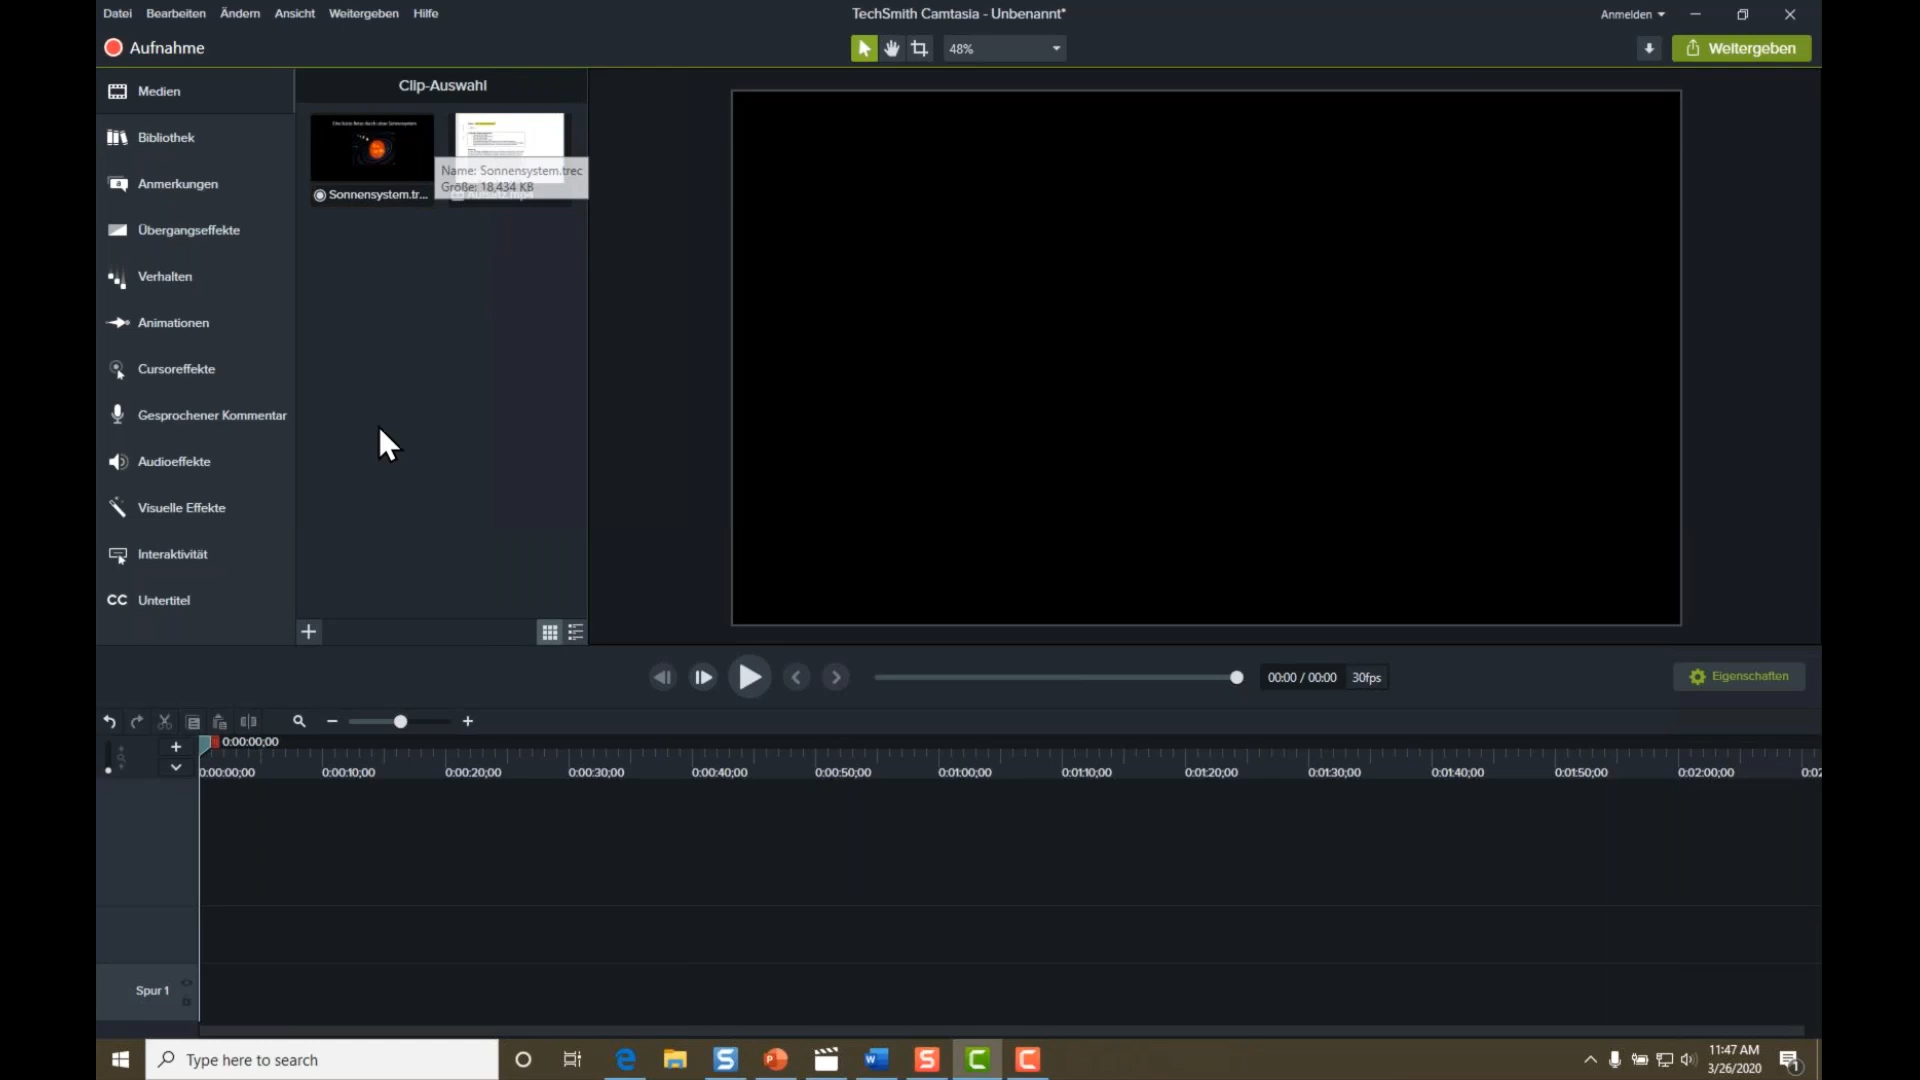 Datei Bearbeiten Ändern Ansicht Weitergeben Hilfe
TechSmith Camtasia - Unbenannt*
Anmelden
Aufnahme
48%
Weitergeben
Medien
Bibliothek
Anmerkungen
Übergangseffekte
Verhalten
Animationen
Cursoreffekte
Gesprochener Kommentar
Audioeffekte
Visuelle Effekte
Interaktivität
CC Untertitel
Clip-Auswahl
Sonnensystem.tr...
Name: Sonnensystem.trec
Größe: 18,434 KB
00:00 / 00:00 30fps
Eigenschaften
0:00:00;00
0:00:00;00 0:00:10;00 0:00:20;00 0:00:30;00 0:00:40;00 0:00:50;00 0:01:00;00 0:01:10;00 0:01:20;00 0:01:30;00 0:01:40;00 0:01:50;00 0:02:00;00
Spur 1
Type here to search
11:47 AM
3/26/2020